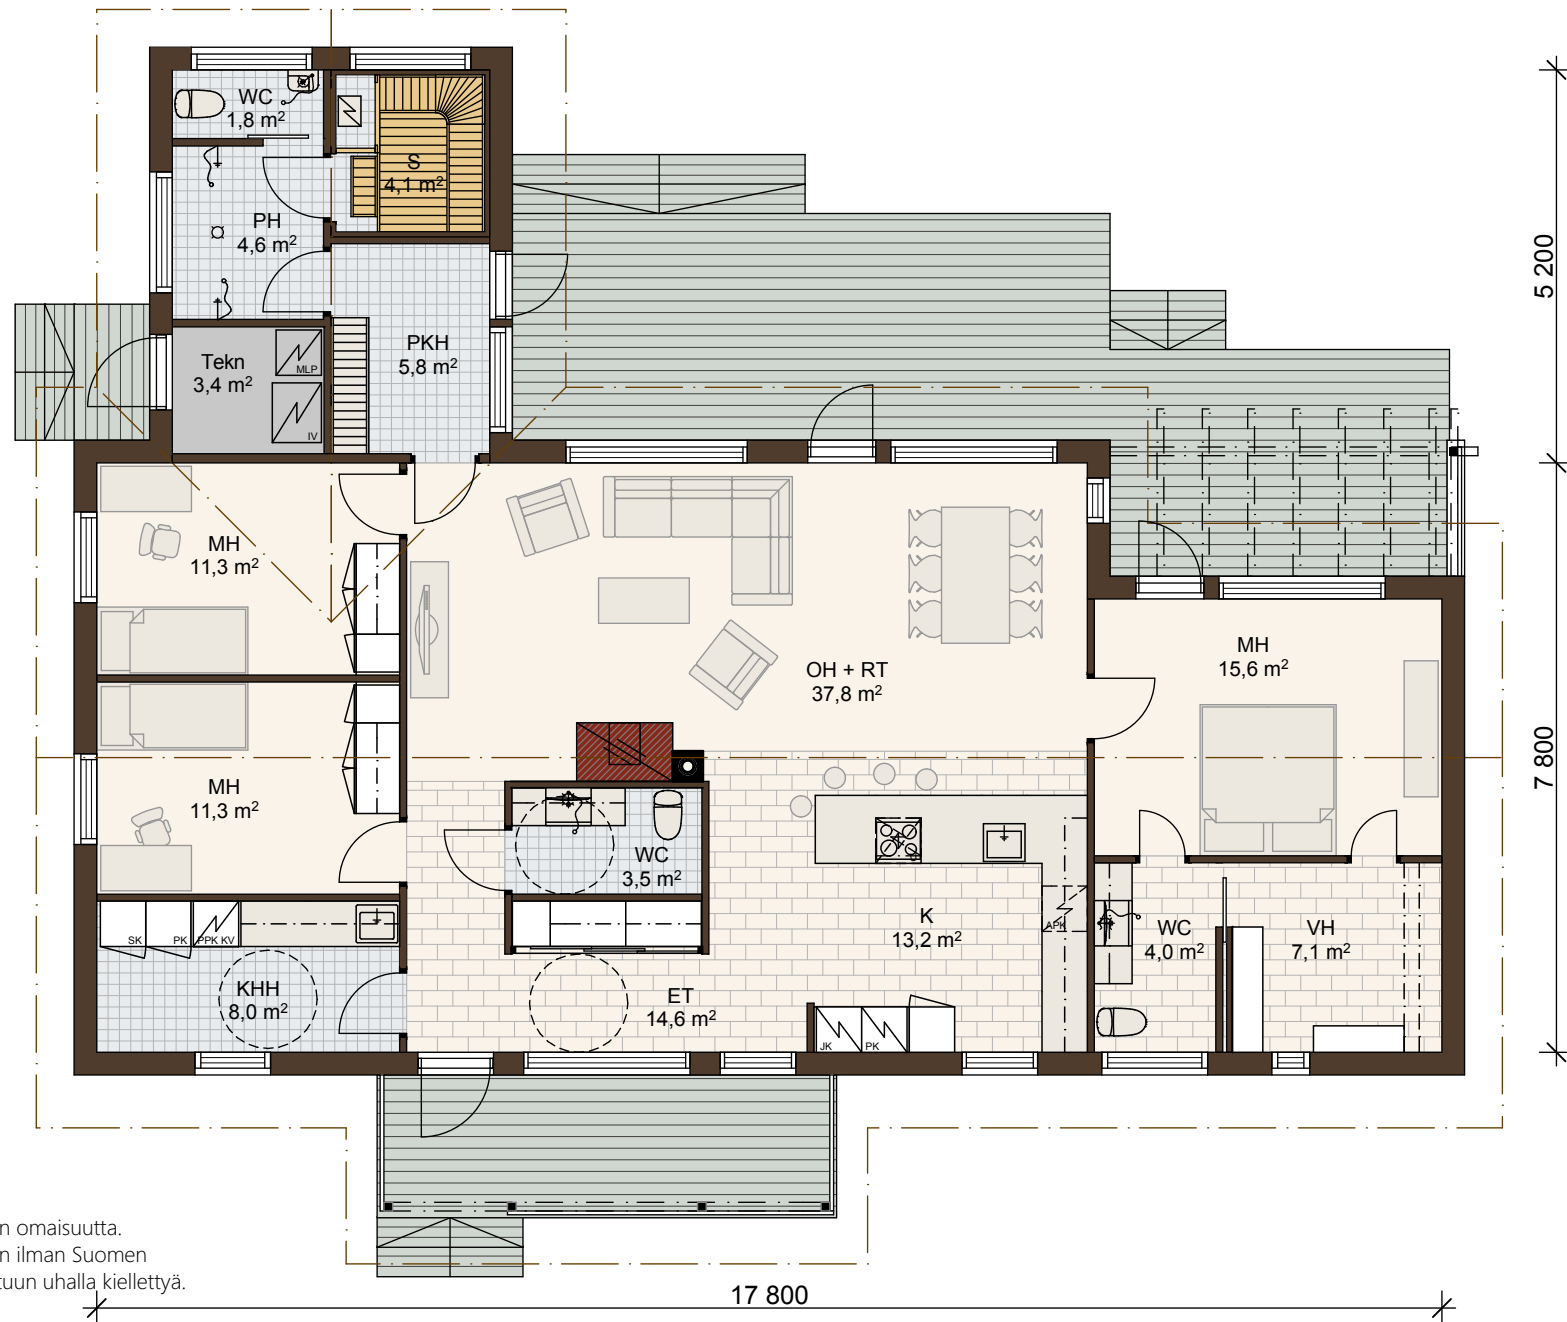 WC
1,8 m²
S
4,1 m²
PH
4,6 m²
5 200
Tekn
3,4 m²
MLP
IV
PKH
5,8 m²
MH
11,3 m²
OH + RT
37,8 m²
MH
15,6 m²
7 800
MH
11,3 m²
WC
3,5 m²
K
13,2 m²
APK
WC
4,0 m²
VH
7,1 m²
SK
PK
PPK KV
KHH
8,0 m²
ET
14,6 m²
JK
PK
n omaisuutta.
n ilman Suomen
tuun uhalla kiellettyä.
17 800